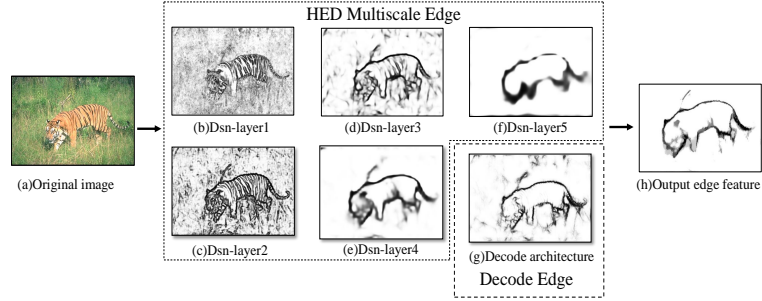 HED Multiscale Edge
(a)Original image
(b)Dsn-layer1
(d)Dsn-layer3
(f)Dsn-layer5
(c)Dsn-layer2
(e)Dsn-layer4
(g)Decode architecture
Decode Edge
(h)Output edge feature